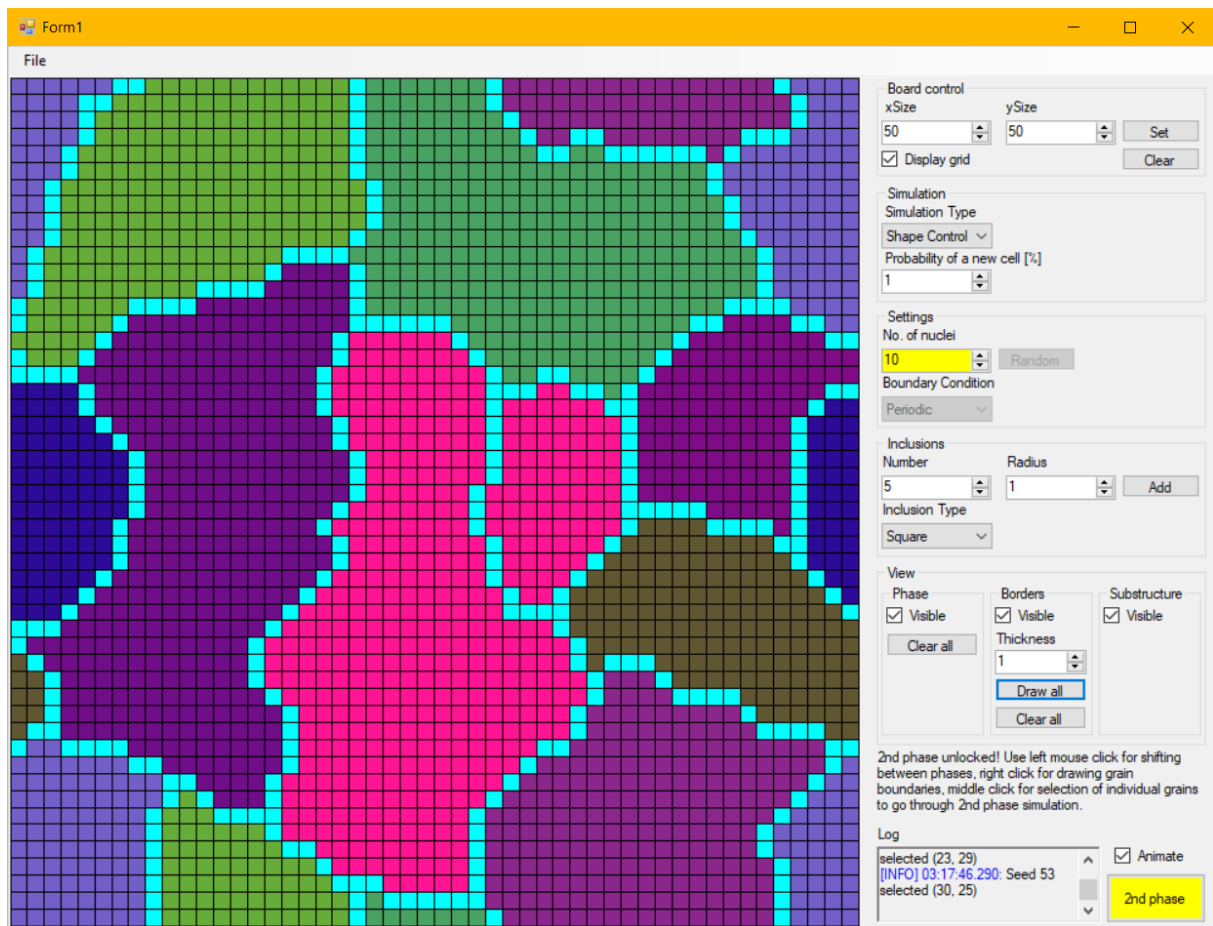 Form1
File
Board control
xSize ySize
50 50 Set
Display grid Clear
Simulation
Simulation Type
Shape Control
Probability of a new cell [%]
1
Settings
No. of nuclei
10 Random
Boundary Condition
Periodic
Inclusions
Number Radius
5 1 Add
Inclusion Type
Square
View
Phase Borders Substructure
Visible Visible Visible
Clear all Thickness
1
Draw all
Clear all
2nd phase unlocked! Use left mouse click for shifting
between phases, right click for drawing grain
boundaries, middle click for selection of individual grains
to go through 2nd phase simulation.
Log
selected (23, 29) Animate
[INFO] 03:17:46.290: Seed 53
selected (30, 25) 2nd phase